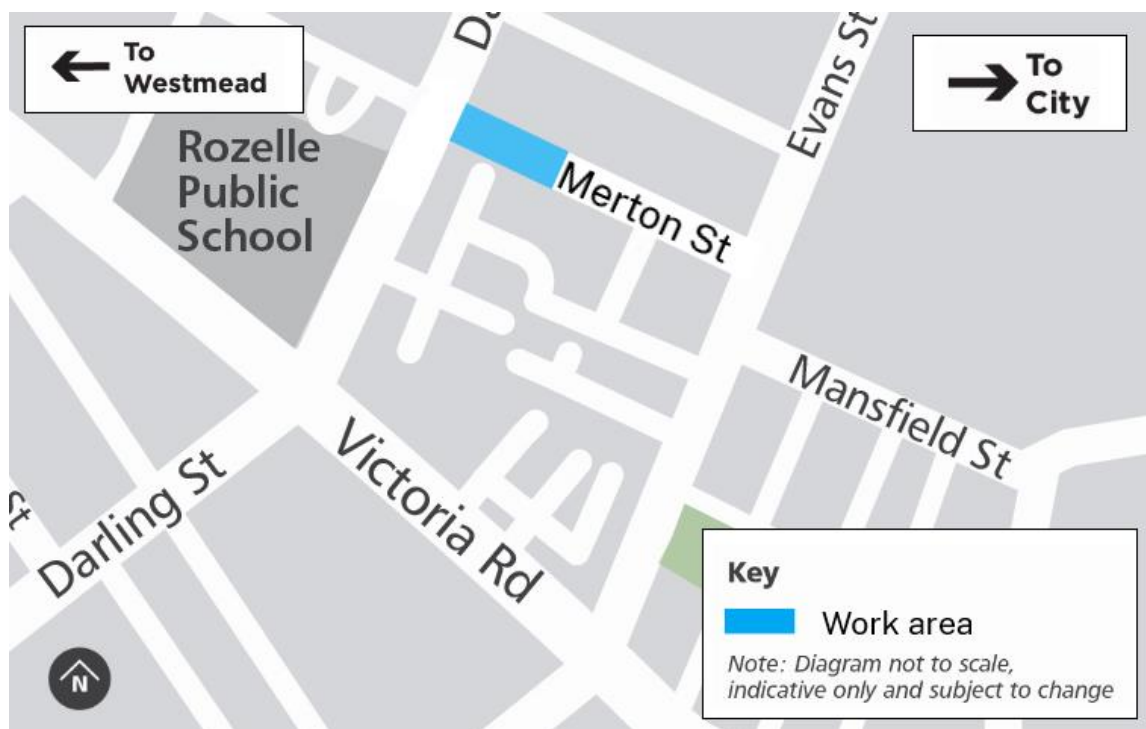 To
Westmead
To
City
Evans St
Rozelle
Public
School
Merton St
Mansfield St
Victoria Rd
Darling St
St
Key
Work area
Note: Diagram not to scale,
indicative only and subject to change
N